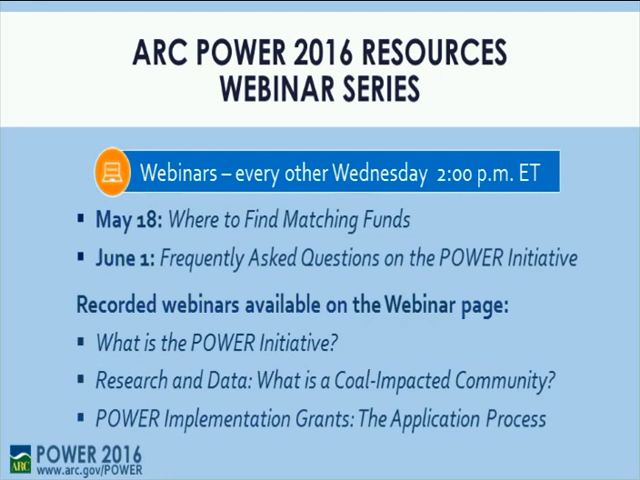 ARC POWER 2016 RESOURCES
WEBINAR SERIES
Webinars – every other Wednesday 2:00 p.m. ET
▪ May 18: Where to Find Matching Funds
▪ June 1: Frequently Asked Questions on the POWER Initiative
Recorded webinars available on the Webinar page:
▪ What is the POWER Initiative?
▪ Research and Data: What is a Coal-Impacted Community?
▪ POWER Implementation Grants: The Application Process
ARC
POWER 2016
www.arc.gov/POWER